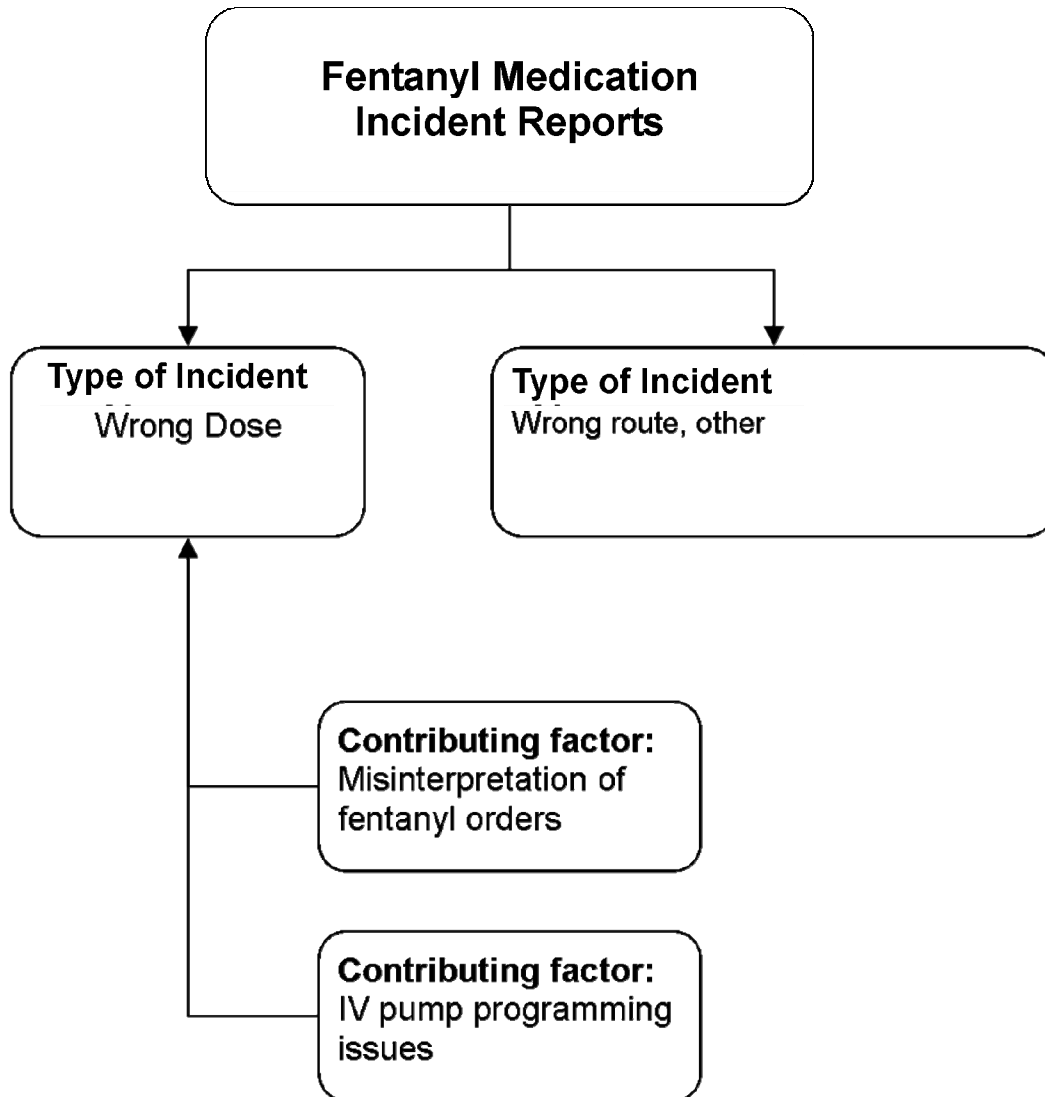 Fentanyl Medication
Incident Reports
Type of Incident
Wrong Dose
Type of Incident
Wrong route, other
Contributing factor:
Misinterpretation of
fentanyl orders
Contributing factor:
IV pump programming
issues